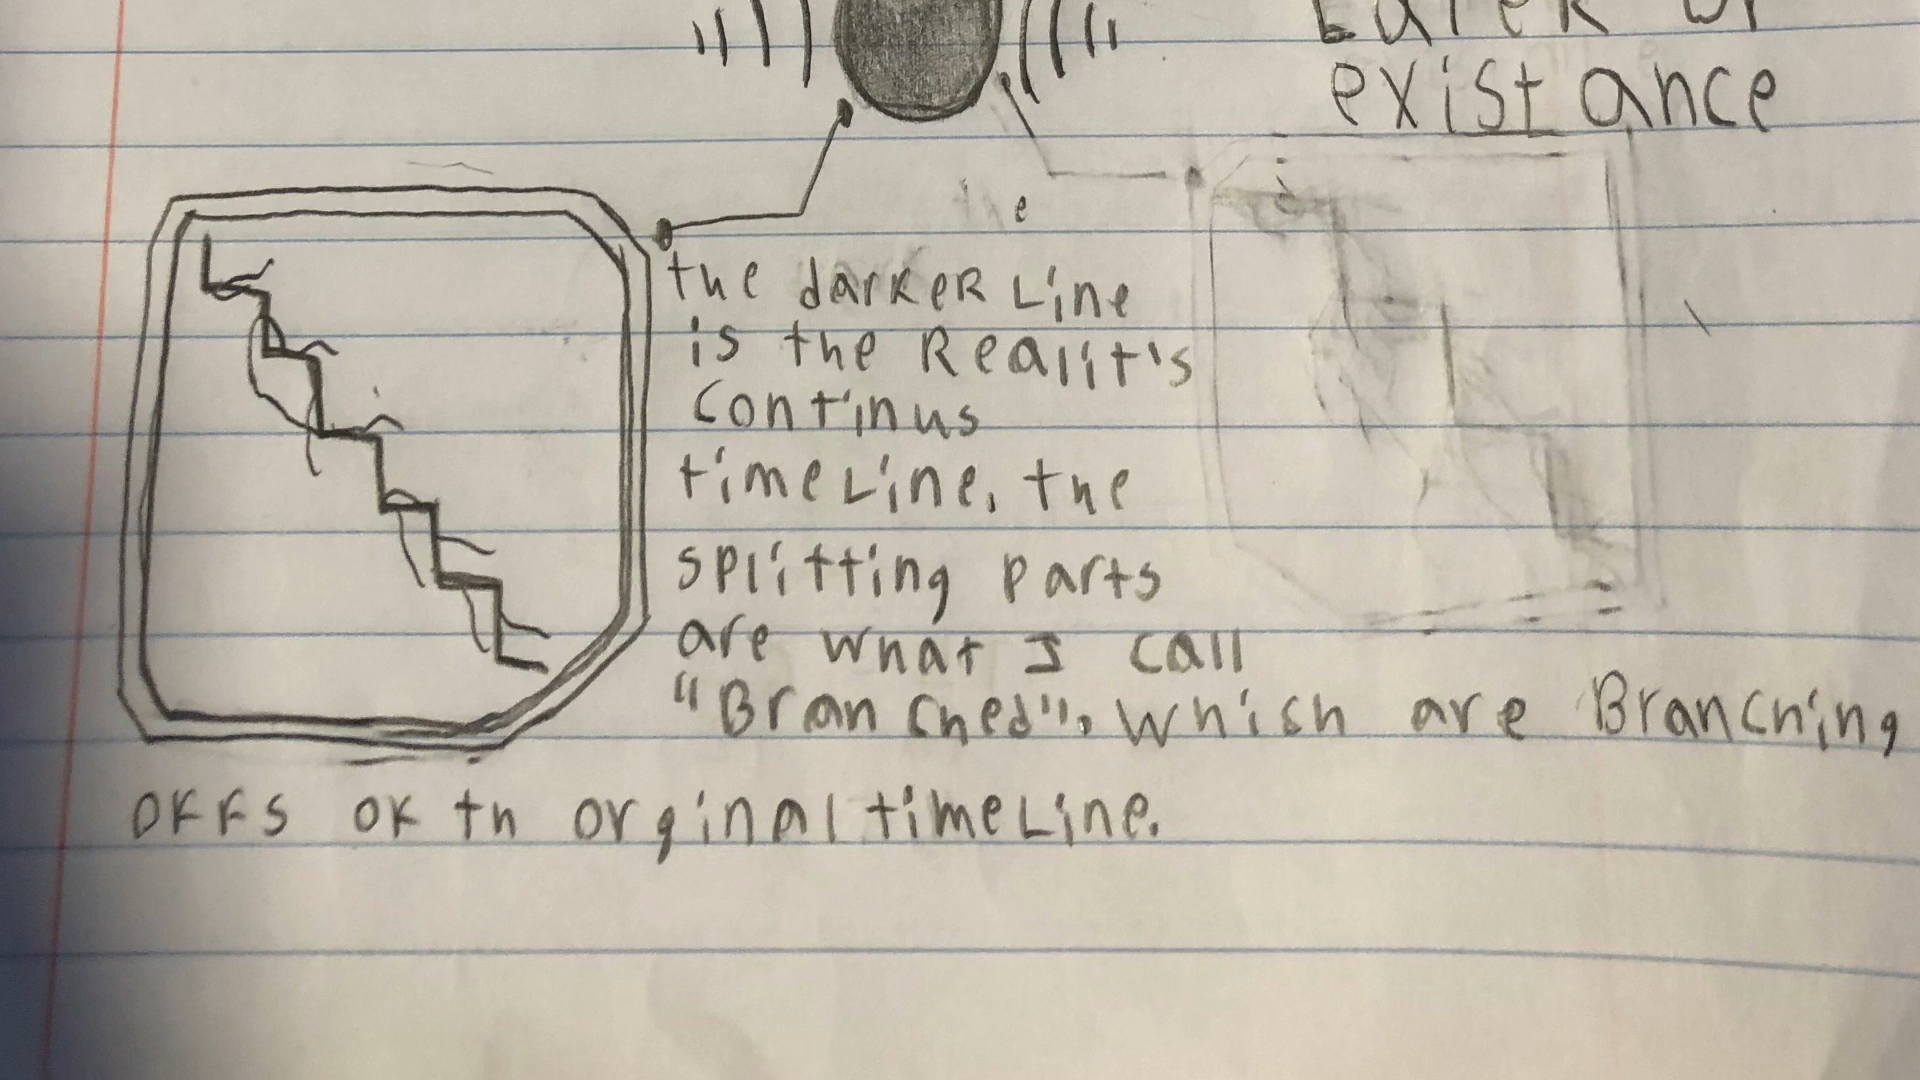 existance
the darker Line
is the Realit's
Continus
timeLine, the
splitting parts
are what I call
"Branched", Which are Branching
OFFS OF th orginal timeLine.